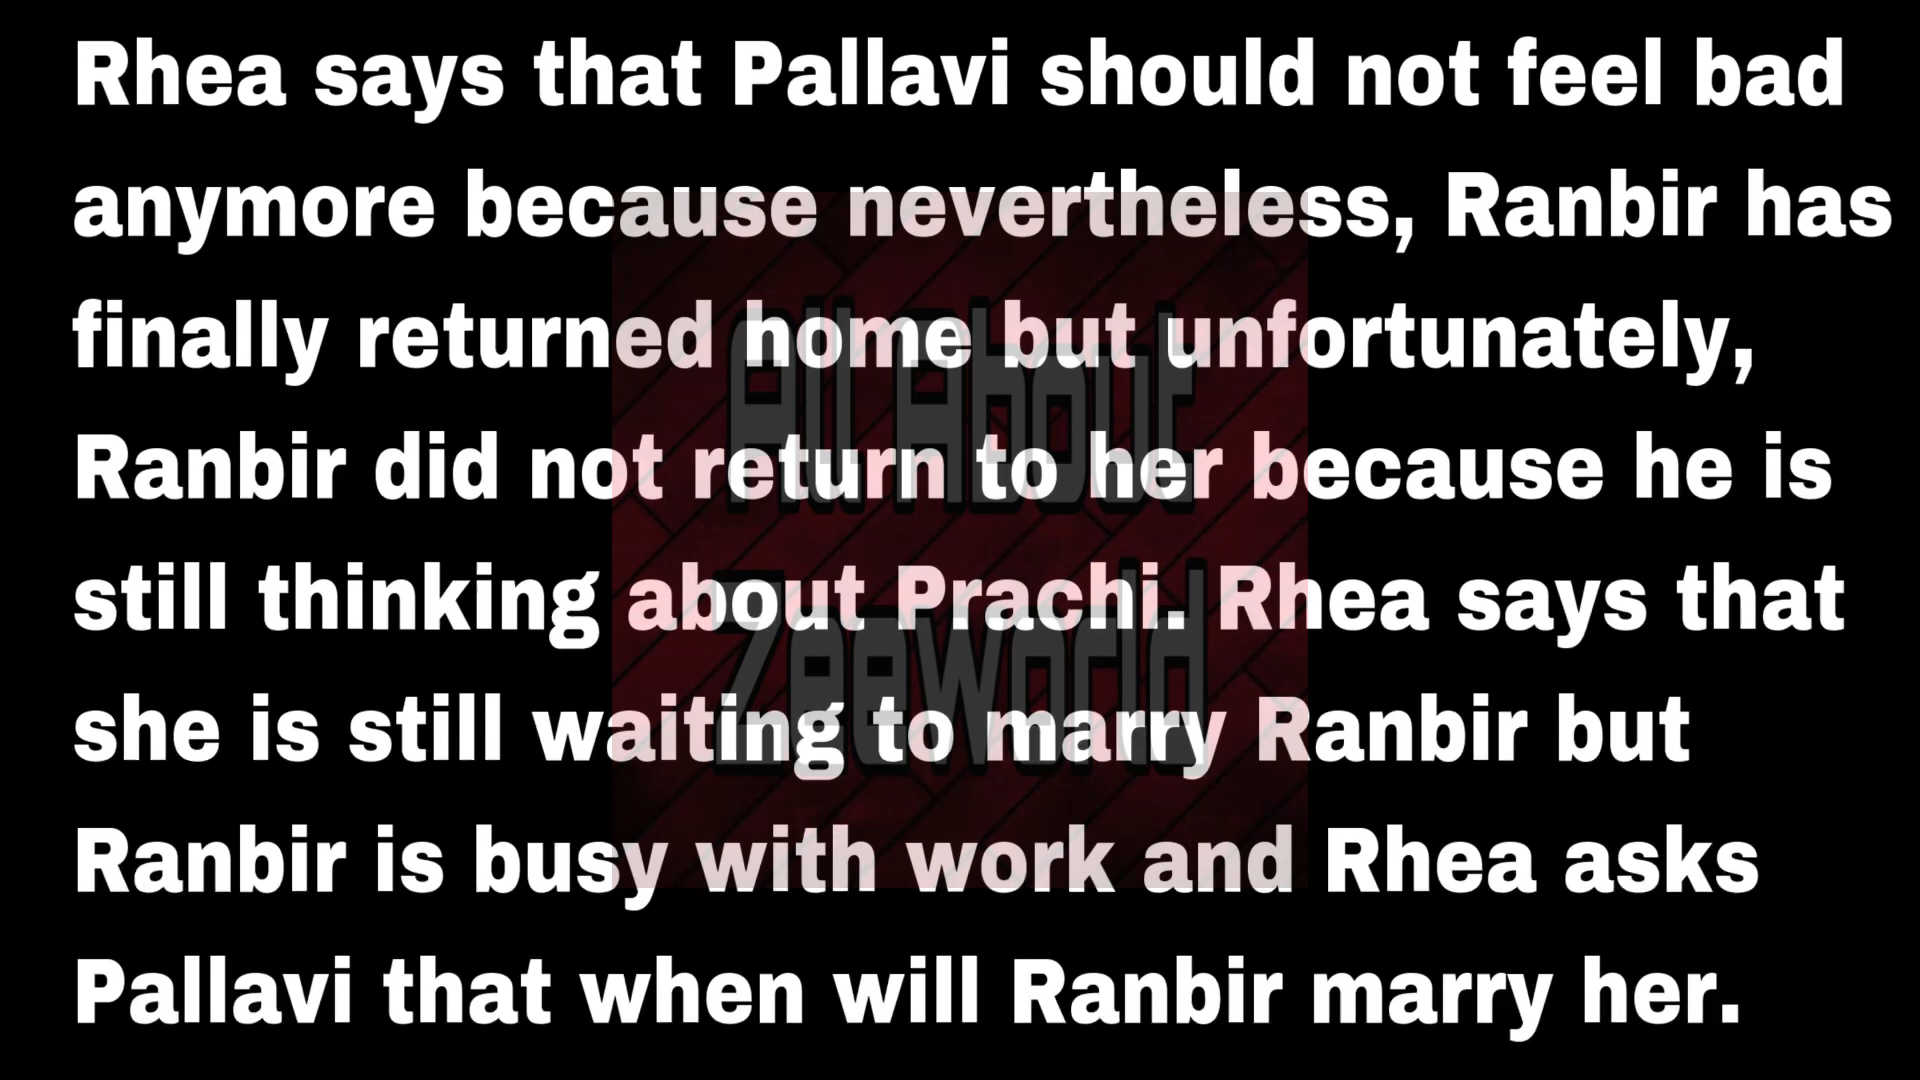 Rhea says that Pallavi should not feel bad
anymore because nevertheless, Ranbir has
finally returned home but unfortunately,
Ranbir did not return to her because he is
still thinking about Prachi. Rhea says that
she is still waiting to marry Ranbir but
Ranbir is busy with work and Rhea asks
Pallavi that when will Ranbir marry her.
All About
Zeeworld